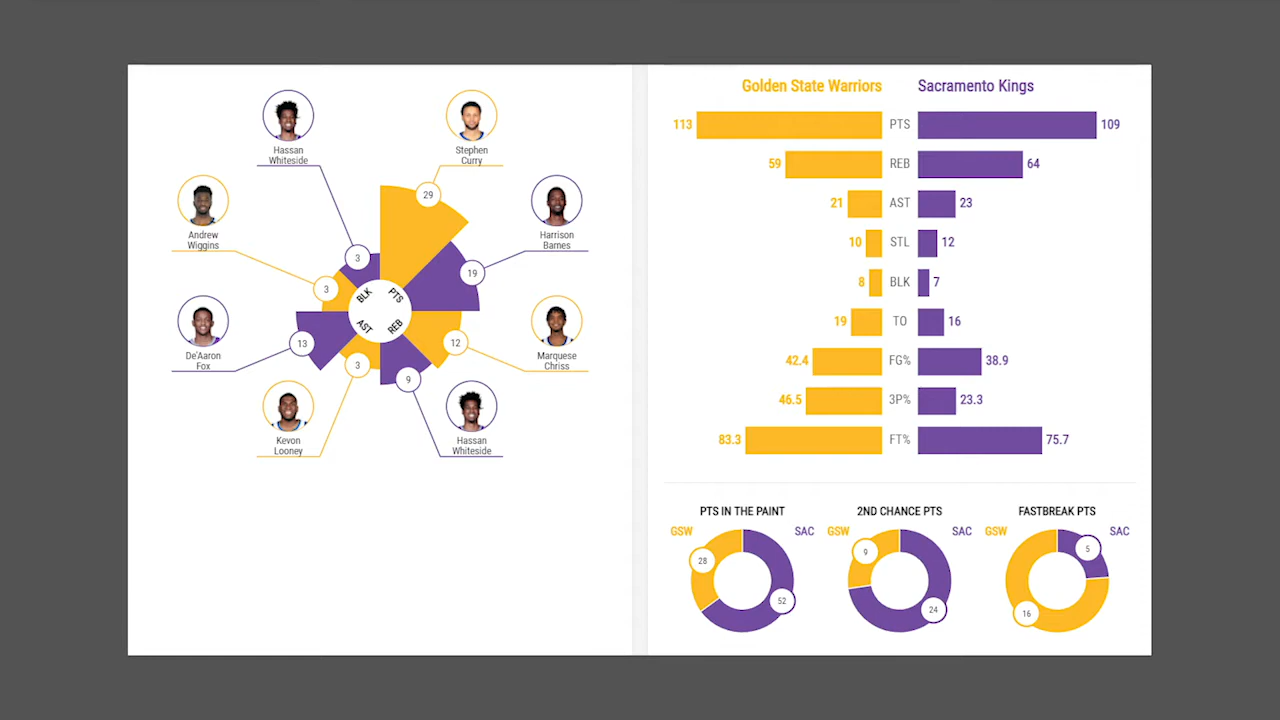 Hassan
Whiteside
Stephen
Curry
29
Andrew
Wiggins
Harrison
Barnes
3
19
3
BLK
PTS
AST
REB
De'Aaron
Fox
13
12
Marquese
Chriss
3
9
Kevon
Looney
Hassan
Whiteside
Golden State Warriors
Sacramento Kings
113 PTS 109
59 REB 64
21 AST 23
10 STL 12
8 BLK 7
19 TO 16
42.4 FG% 38.9
46.5 3P% 23.3
83.3 FT% 75.7
PTS IN THE PAINT
GSW SAC
28
52
2ND CHANCE PTS
GSW SAC
9
24
FASTBREAK PTS
GSW SAC
5
16